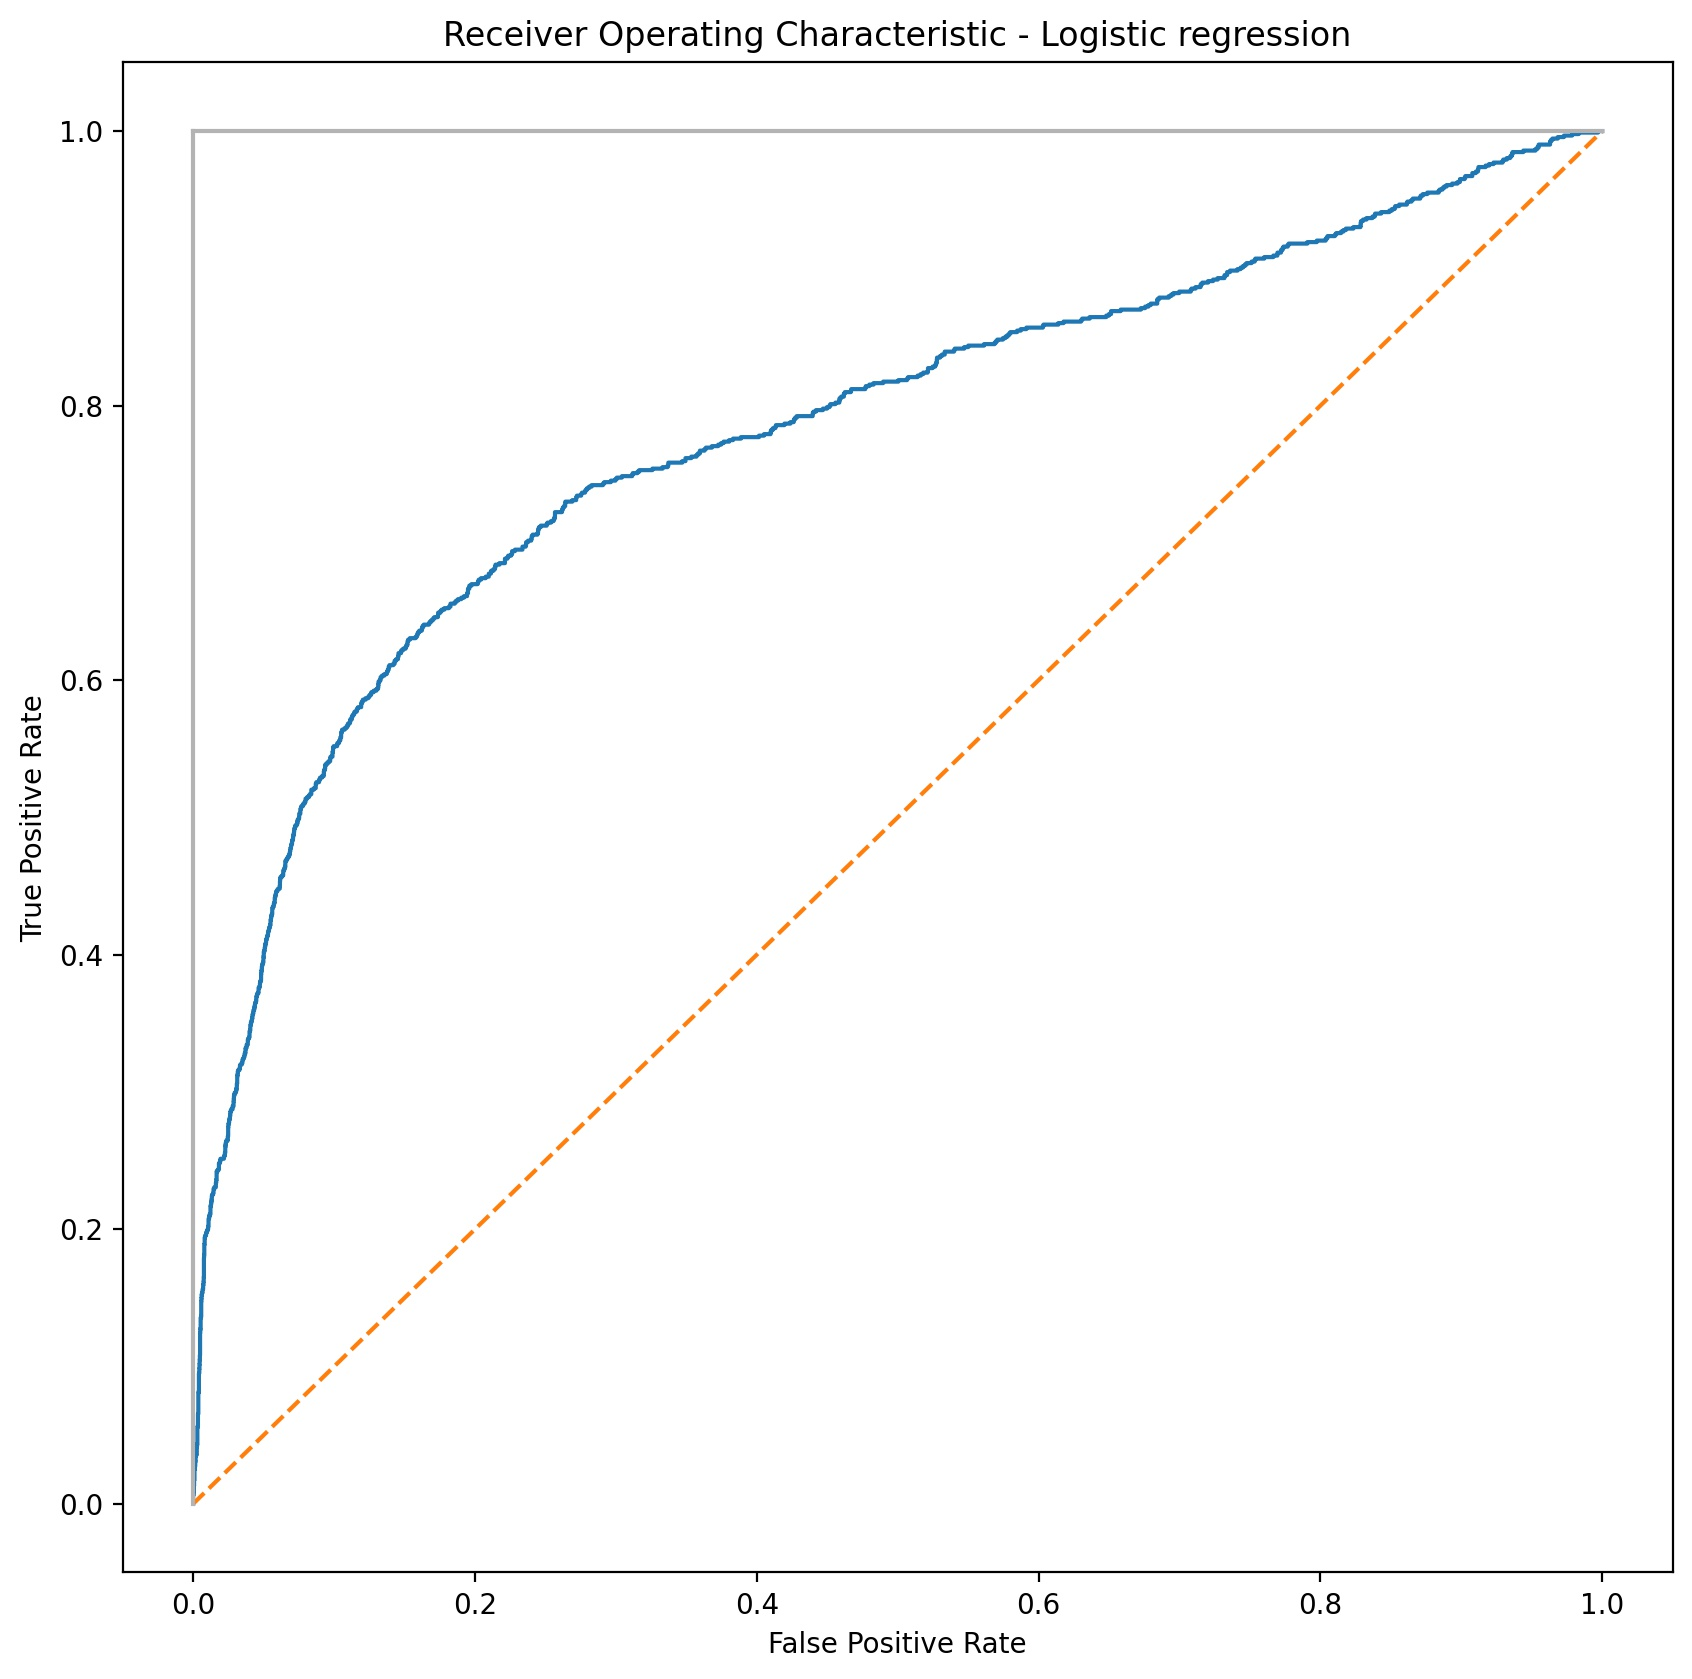 Receiver Operating Characteristic - Logistic regression
1.0
0.8
0.6
0.4
0.2
0.0
True Positive Rate
0.0 0.2 0.4 0.6 0.8 1.0
False Positive Rate